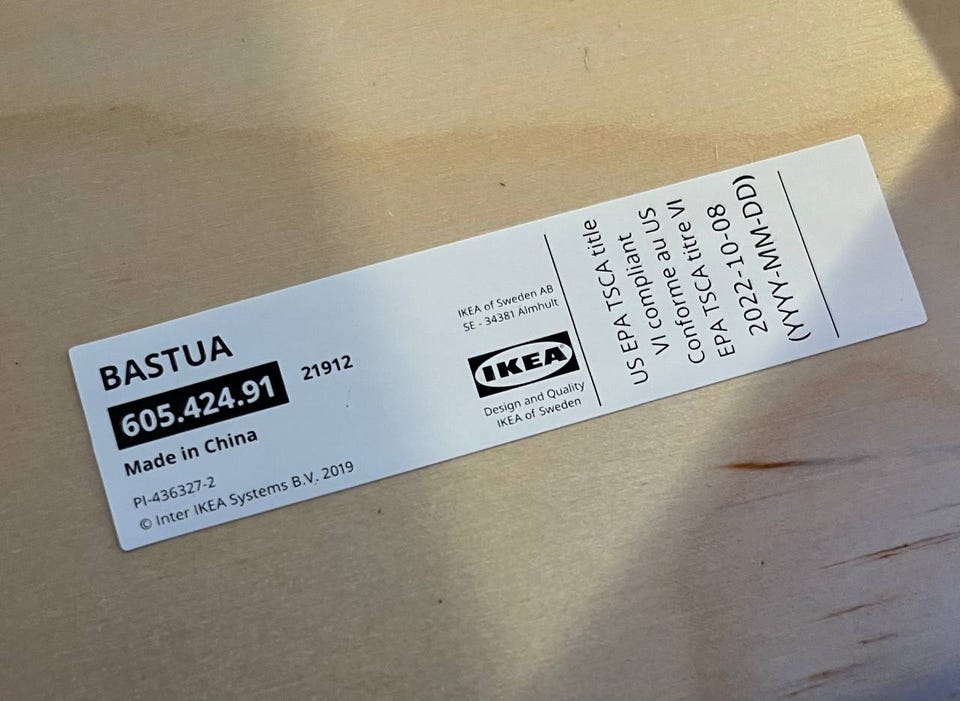 BASTUA
605.424.91 21912
Made in China
PI-436327-2
© Inter IKEA Systems B.V. 2019
IKEA of Sweden AB
SE - 34381 Älmhult
IKEA®
Design and Quality
IKEA of Sweden
US EPA TSCA title
VI compliant
Conforme au US
EPA TSCA titre VI
2022-10-08
(YYYY-MM-DD)